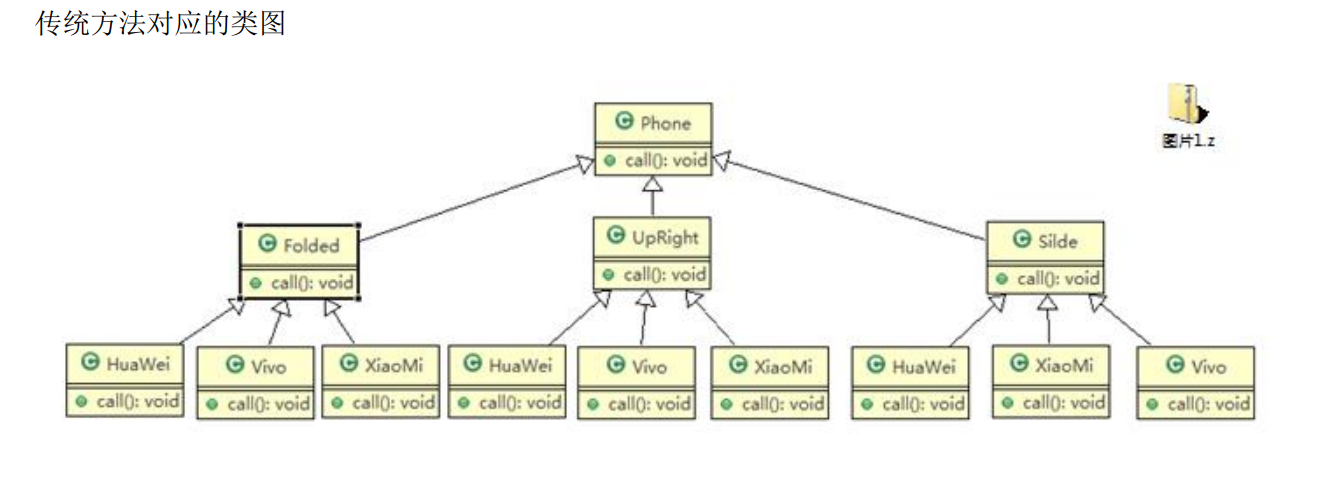 传统方法对应的类图
图片1.z
Phone
call(): void
Folded
call(): void
UpRight
call(): void
Silde
call(): void
HuaWei
call(): void
Vivo
call(): void
XiaoMi
call(): void
HuaWei
call(): void
Vivo
call(): void
XiaoMi
call(): void
HuaWei
call(): void
XiaoMi
call(): void
Vivo
call(): void